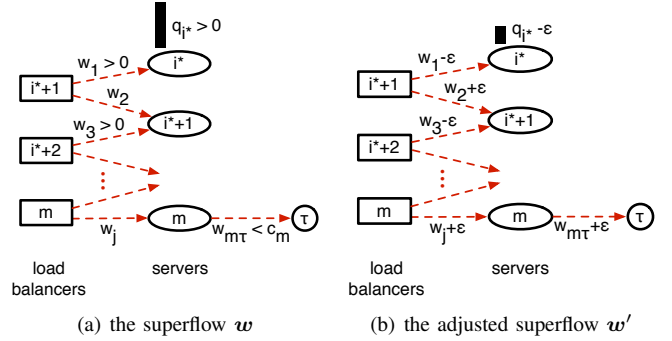 q_{i*} > 0
i*
w_1 > 0
i*+1
w_2
i*+1
w_3 > 0
i*+2
m
w_j
m
w_{mτ} < c_m
τ
load balancers
servers
(a) the superflow w
q_{i*} -ε
i*
w_1-ε
i*+1
w_2+ε
i*+1
w_3-ε
i*+2
m
w_j+ε
m
w_{mτ}+ε
τ
load balancers
servers
(b) the adjusted superflow w′